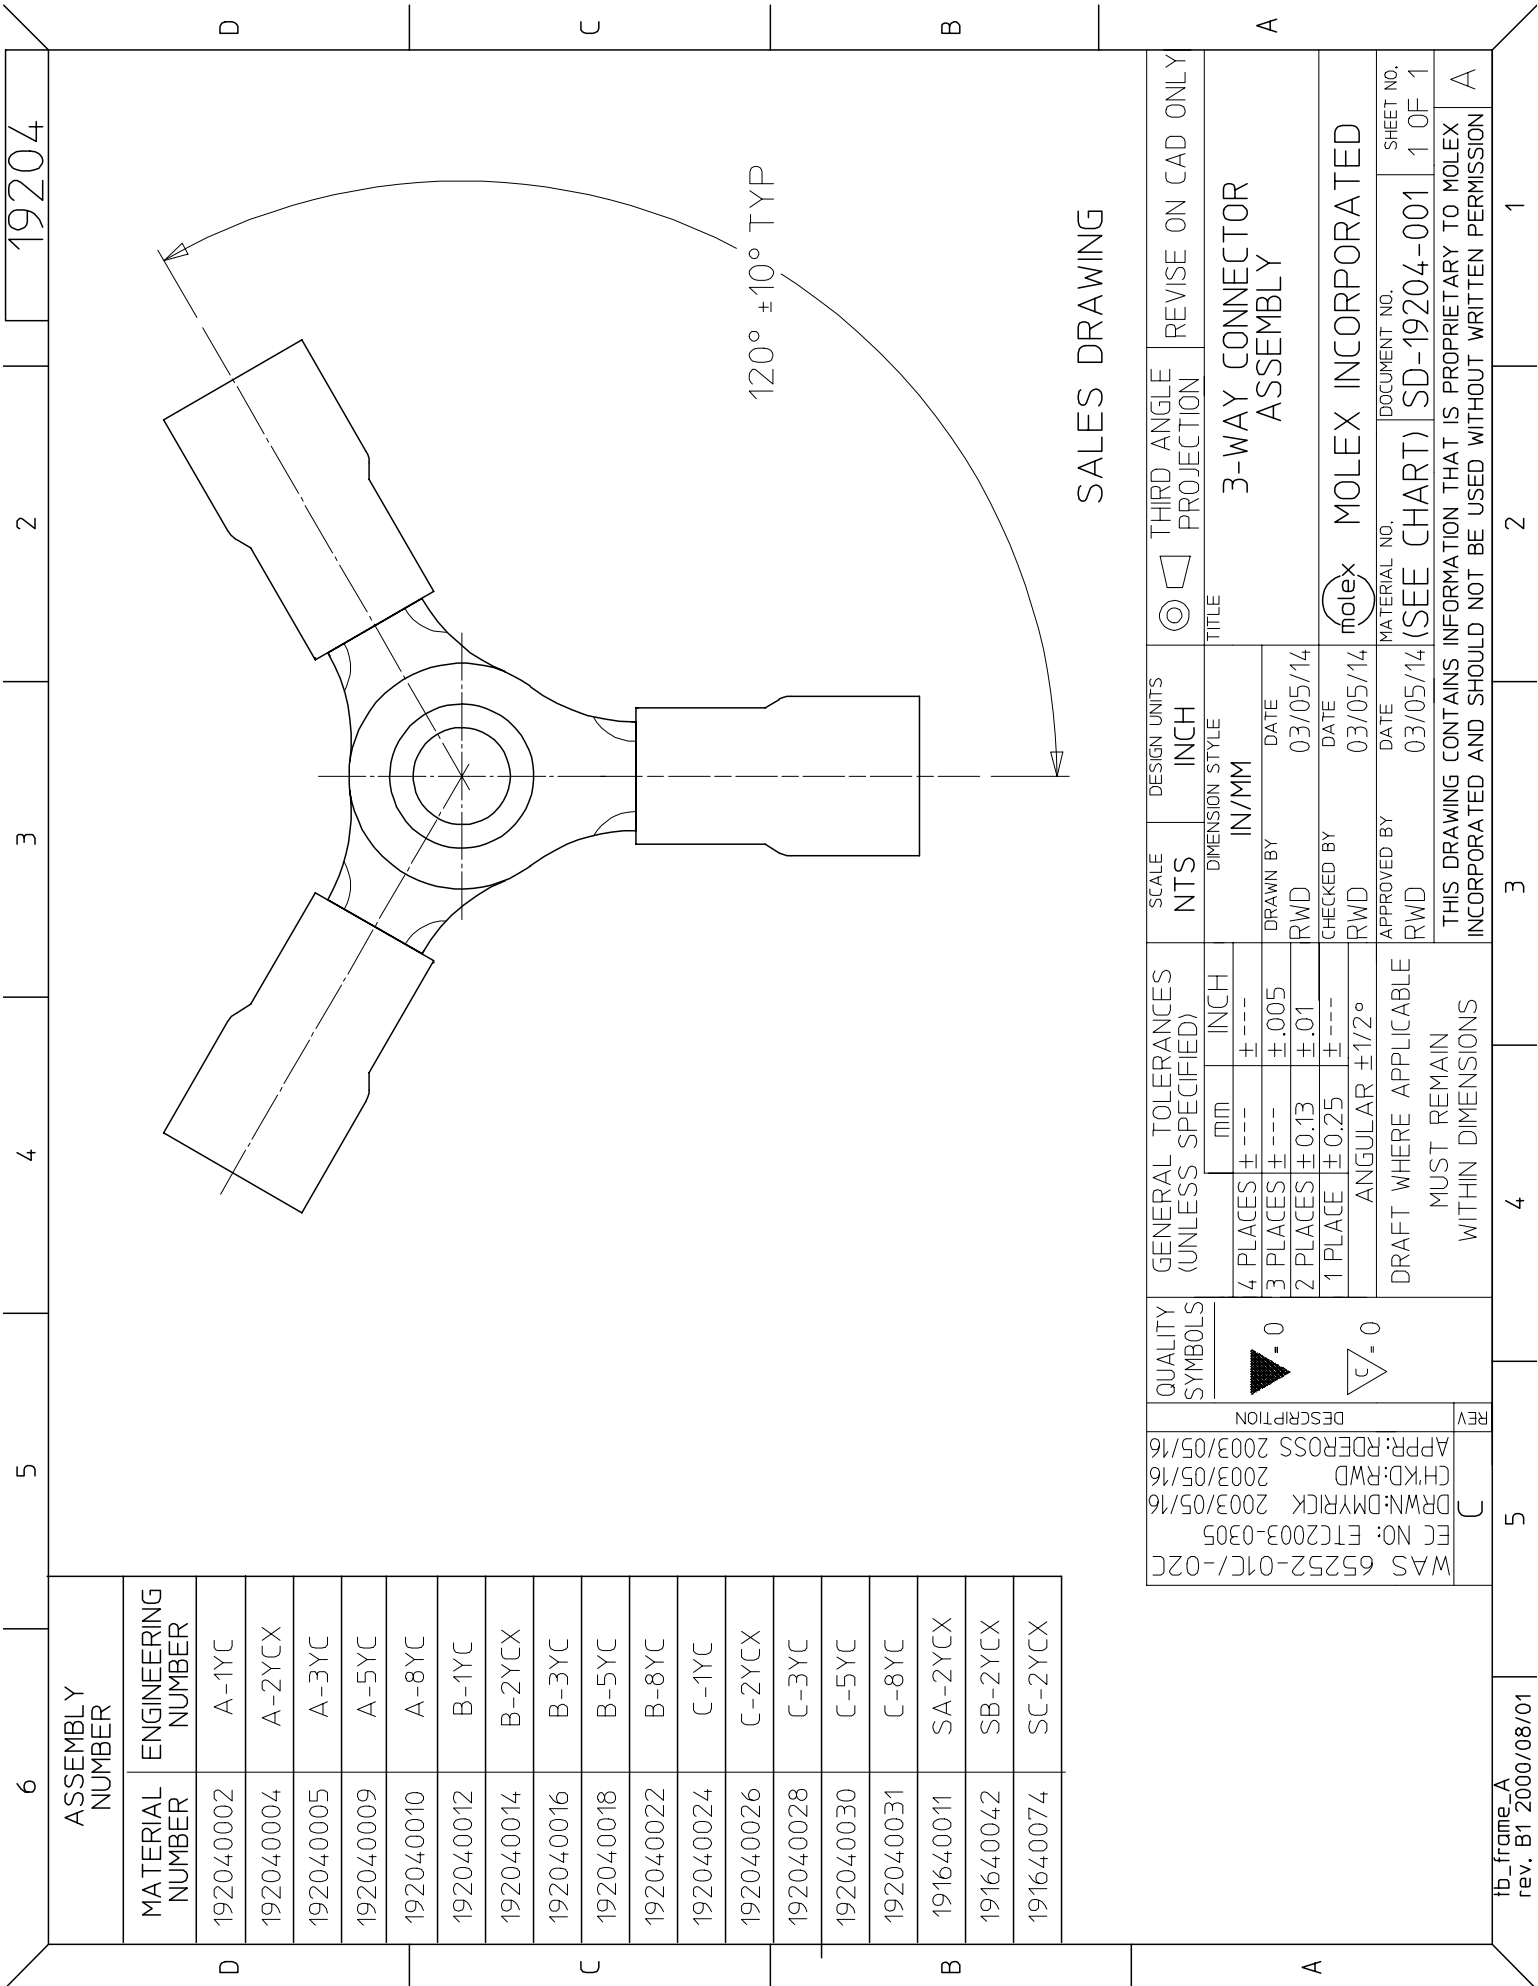 19204
6
5
4
3
2
1
D
C
B
A
D
C
B
A
ASSEMBLY
NUMBER
MATERIAL
NUMBER
ENGINEERING
NUMBER
192040002 A-1YC
192040004 A-2YCX
192040005 A-3YC
192040009 A-5YC
192040010 A-8YC
192040012 B-1YC
192040014 B-2YCX
192040016 B-3YC
192040018 B-5YC
192040022 B-8YC
192040024 C-1YC
192040026 C-2YCX
192040028 C-3YC
192040030 C-5YC
192040031 C-8YC
191640011 SA-2YCX
191640042 SB-2YCX
191640074 SC-2YCX
120° ±10° TYP
SALES DRAWING
WAS 65252-01C/-02C
EC NO: ETC2003-0305
DRWN:DMYRICK 2003/05/16
CH'KD:RWD 2003/05/16
APPR:RDEROSS 2003/05/16
DESCRIPTION
C
REV
QUALITY
SYMBOLS
= 0
C = 0
GENERAL TOLERANCES
(UNLESS SPECIFIED)
mm INCH
4 PLACES ±--- ±---
3 PLACES ±--- ±.005
2 PLACES ±0.13 ±.01
1 PLACE ±0.25 ±---
ANGULAR ±1/2°
DRAFT WHERE APPLICABLE
MUST REMAIN
WITHIN DIMENSIONS
SCALE
NTS
DESIGN UNITS
INCH
DIMENSION STYLE
IN/MM
DRAWN BY DATE
RWD 03/05/14
CHECKED BY DATE
RWD 03/05/14
APPROVED BY DATE
RWD 03/05/14
THIRD ANGLE
PROJECTION
REVISE ON CAD ONLY
TITLE
3-WAY CONNECTOR
ASSEMBLY
molex MOLEX INCORPORATED
MATERIAL NO.
(SEE CHART)
DOCUMENT NO.
SD-19204-001
SHEET NO.
1 OF 1
THIS DRAWING CONTAINS INFORMATION THAT IS PROPRIETARY TO MOLEX
INCORPORATED AND SHOULD NOT BE USED WITHOUT WRITTEN PERMISSION
A
tb_frame_A
rev. B1 2000/08/01
5
4
3
2
1